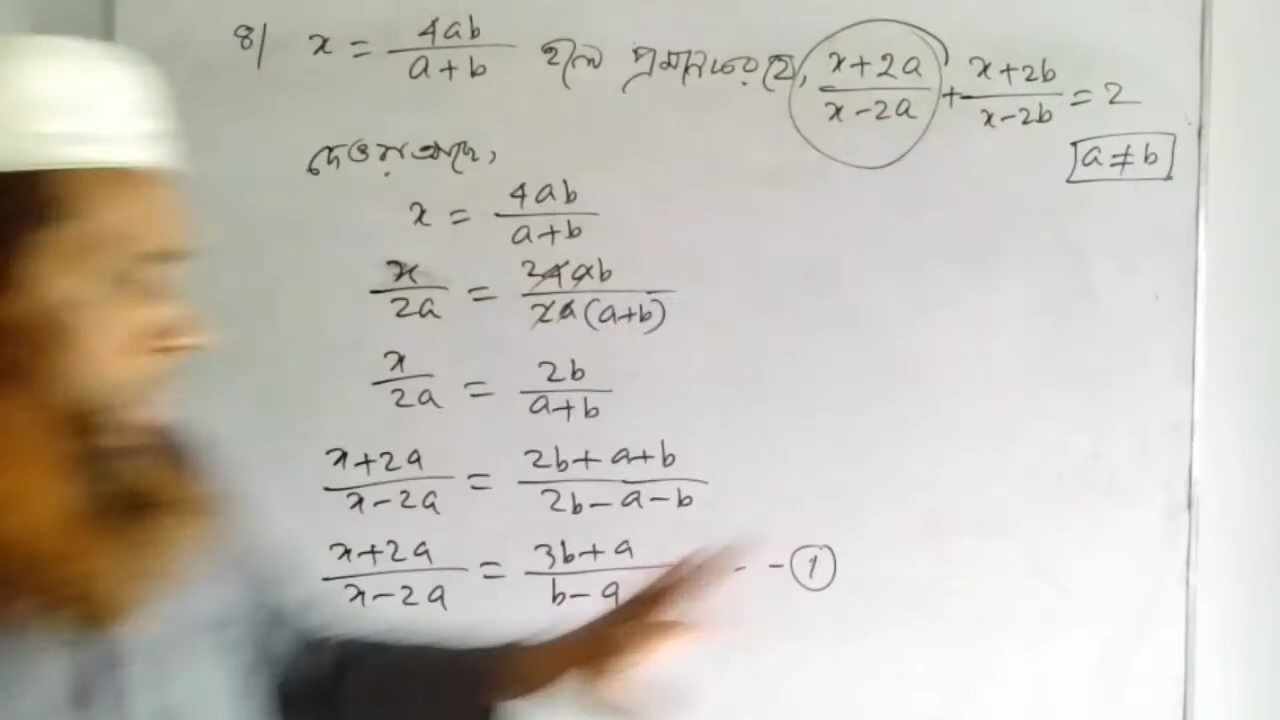 8| x = 4ab/a+b হলে প্রমাণ কর যে, x+2a/x-2a + x+2b/x-2b = 2
a ≠ b
দেওয়া আছে,
x = 4ab/a+b
x/2a = 24ab/2a(a+b)
x/2a = 2b/a+b
x+2a/x-2a = 2b+a+b/2b-a-b
x+2a/x-2a = 3b+a/b-a - - ①